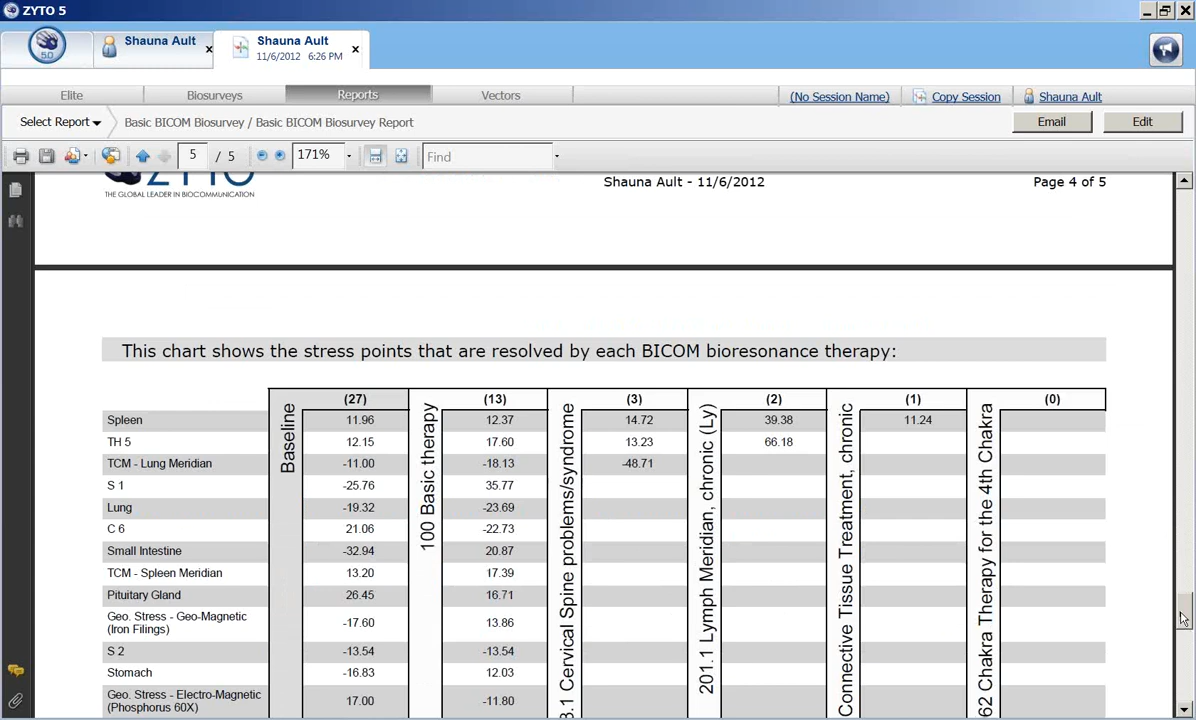 ZYTO 5
50
Shauna Ault
Shauna Ault
11/6/2012 6:26 PM
Elite
Biosurveys
Reports
Vectors
(No Session Name)
Copy Session
Shauna Ault
Select Report
Basic BICOM Biosurvey / Basic BICOM Biosurvey Report
Email
Edit
5 / 5
171%
Find
ZYTO
THE GLOBAL LEADER IN BIOCOMMUNICATION
Shauna Ault - 11/6/2012
Page 4 of 5
This chart shows the stress points that are resolved by each BICOM bioresonance therapy:
Baseline
100 Basic therapy
3.1 Cervical Spine problems/syndrome
201.1 Lymph Meridian, chronic (Ly)
Connective Tissue Treatment, chronic
62 Chakra Therapy for the 4th Chakra
(27) (13) (3) (2) (1) (0)
Spleen 11.96 12.37 14.72 39.38 11.24
TH 5 12.15 17.60 13.23 66.18
TCM - Lung Meridian -11.00 -18.13 -48.71
S 1 -25.76 35.77
Lung -19.32 -23.69
C 6 21.06 -22.73
Small Intestine -32.94 20.87
TCM - Spleen Meridian 13.20 17.39
Pituitary Gland 26.45 16.71
Geo. Stress - Geo-Magnetic
(Iron Filings) -17.60 13.86
S 2 -13.54 -13.54
Stomach -16.83 12.03
Geo. Stress - Electro-Magnetic
(Phosphorus 60X) 17.00 -11.80